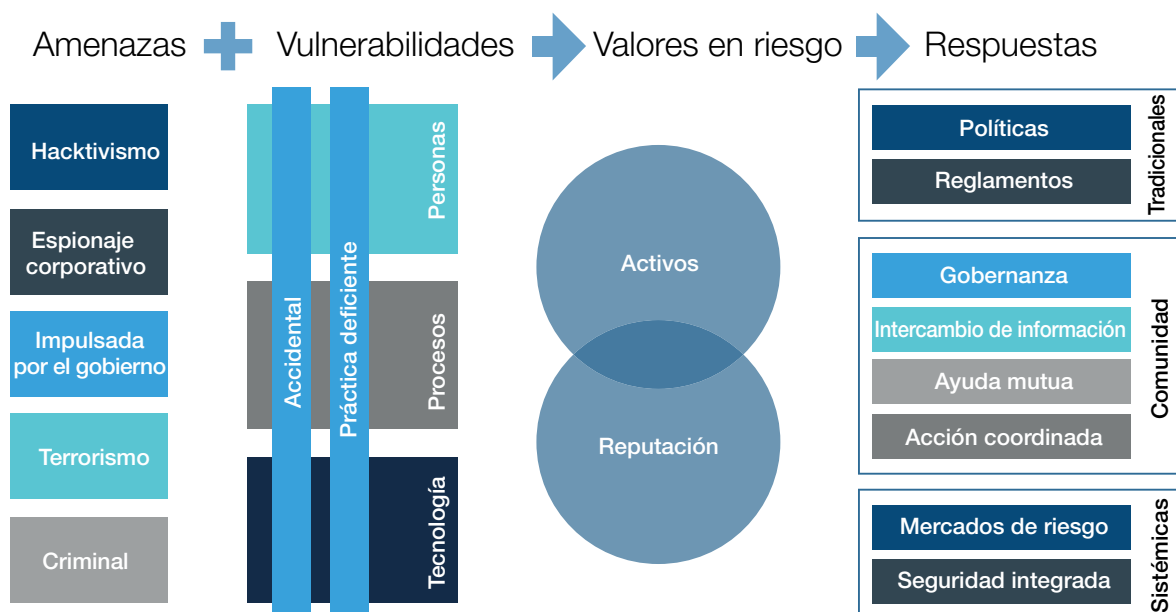 Amenazas
Vulnerabilidades
Valores en riesgo
Respuestas
Hacktivismo
Espionaje
corporativo
Impulsada
por el gobierno
Terrorismo
Criminal
Accidental
Práctica deficiente
Personas
Procesos
Tecnología
Activos
Reputación
Políticas
Reglamentos
Tradicionales
Gobernanza
Intercambio de información
Ayuda mutua
Acción coordinada
Comunidad
Mercados de riesgo
Seguridad integrada
Sistémicas